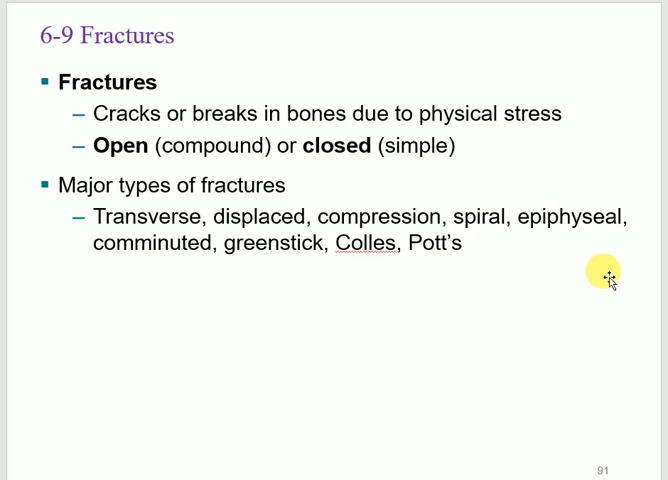 6-9 Fractures
▪ Fractures
– Cracks or breaks in bones due to physical stress
– Open (compound) or closed (simple)
▪ Major types of fractures
– Transverse, displaced, compression, spiral, epiphyseal,
comminuted, greenstick, Colles, Pott’s
91